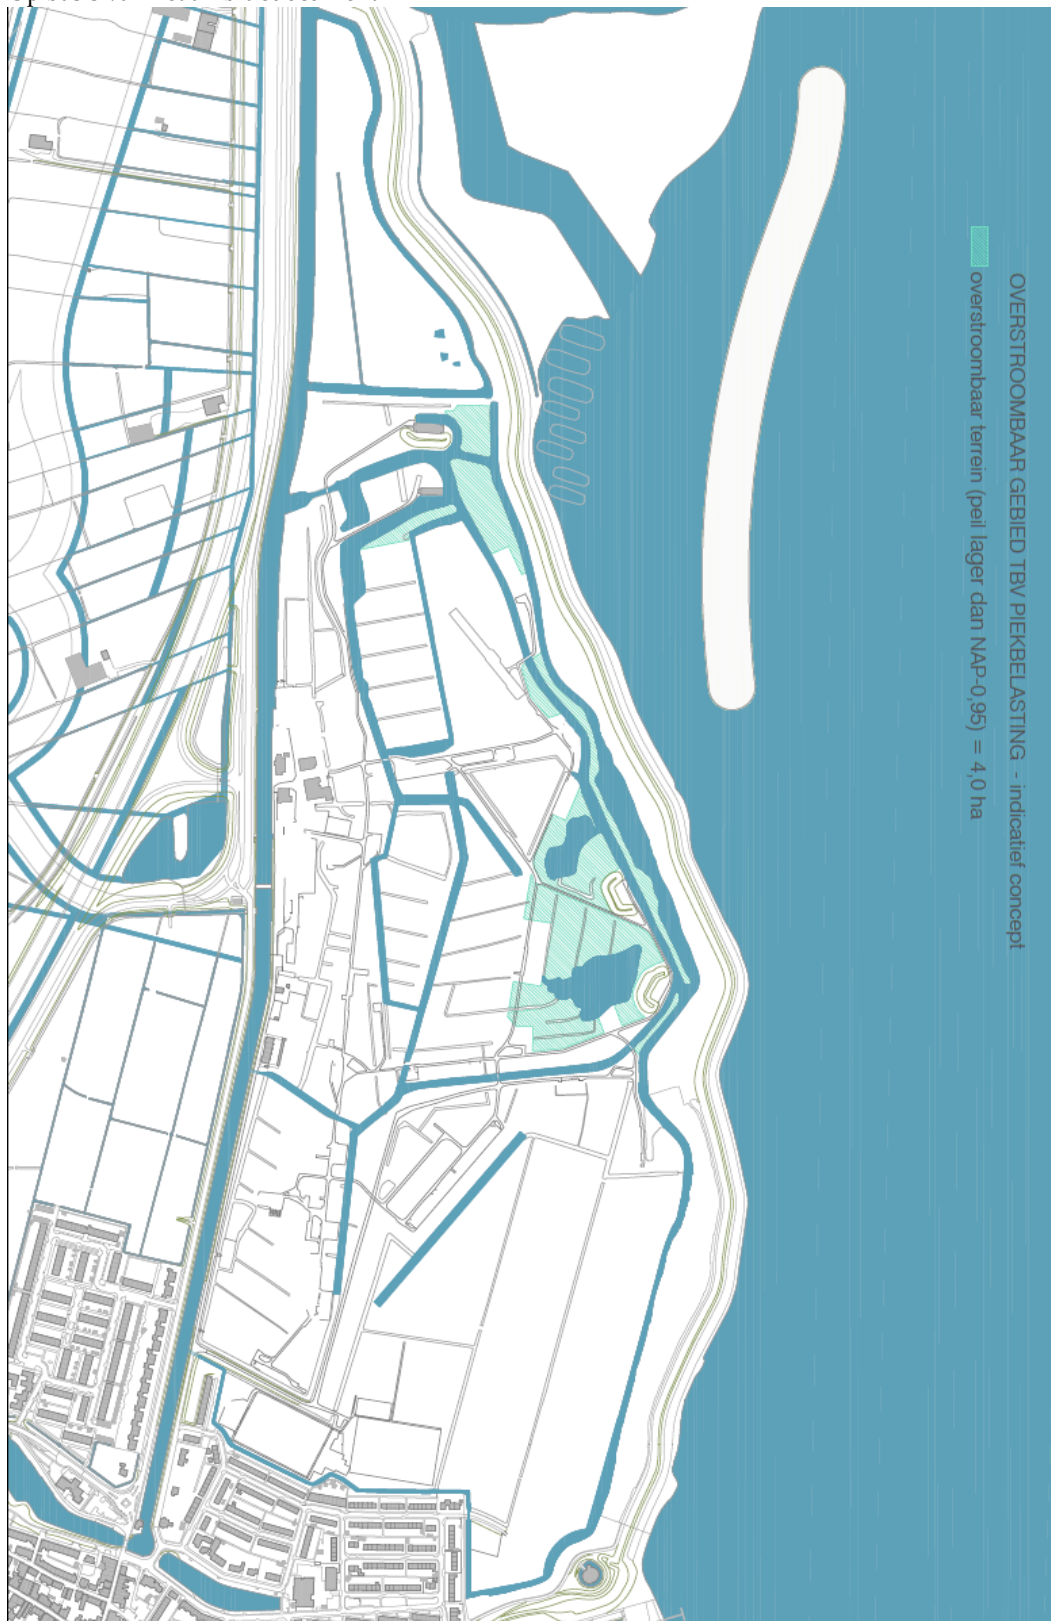 OVERSTROOMBAAR GEBIED TBV PIEKBELASTING - indicatief concept
overstroombaar terrein (peil lager dan NAP-0,95) = 4,0 ha